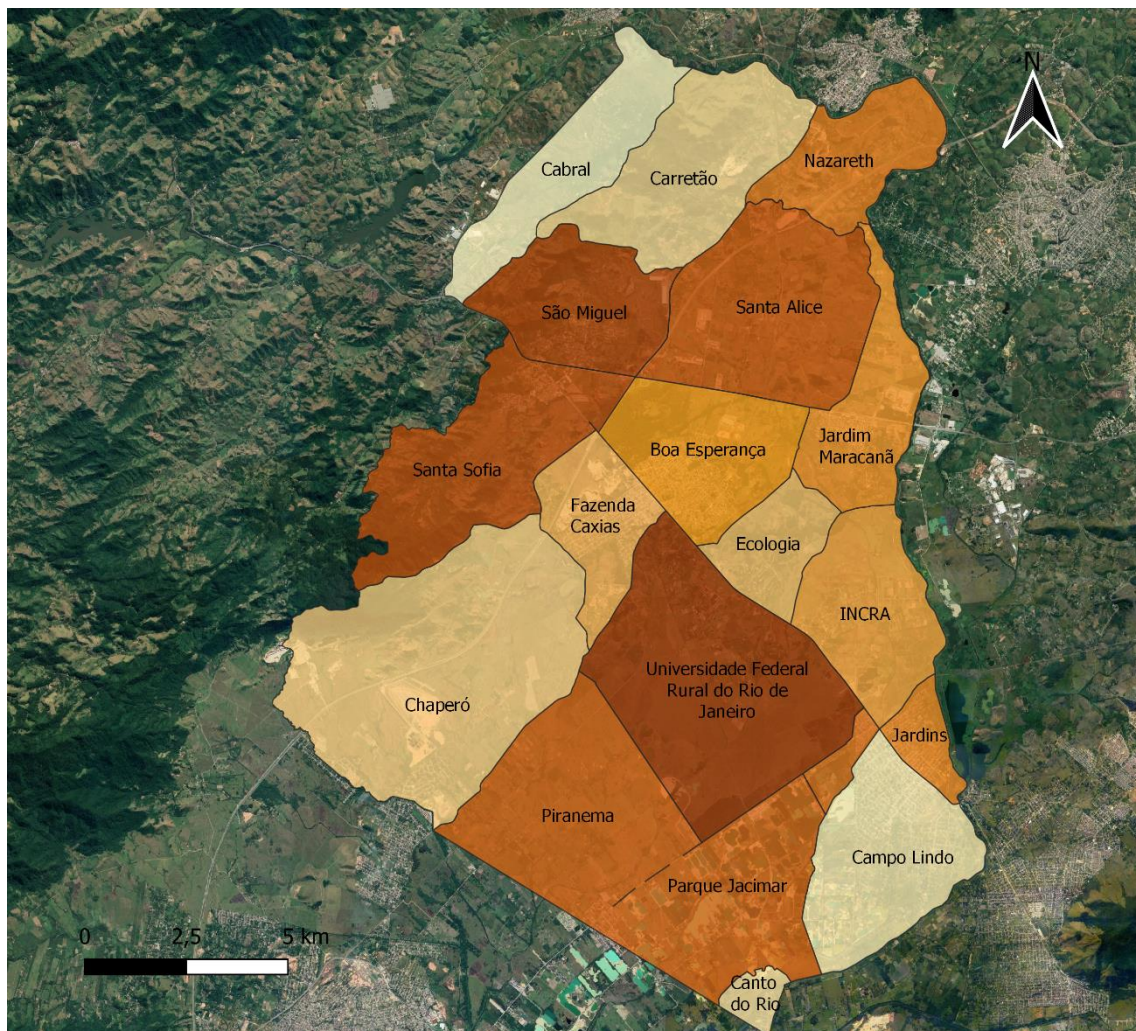 N
Nazareth
Cabral
Carretão
São Miguel
Santa Alice
Jardim
Maracanã
Boa Esperança
Santa Sofia
Fazenda
Caxias
Ecologia
INCRA
Universidade Federal
Rural do Rio de
Janeiro
Chaperó
Jardins
Piranema
Campo Lindo
Parque Jacimar
0 2,5 5 km
Canto
do Rio